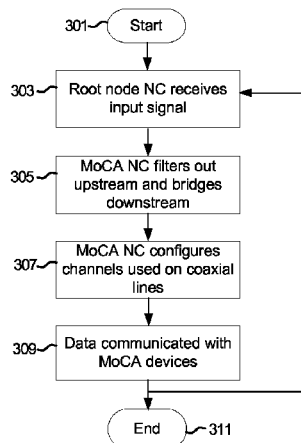 301
Start
303
Root node NC receives
input signal
305
MoCA NC filters out
upstream and bridges
downstream
307
MoCA NC configures
channels used on coaxial
lines
309
Data communicated with
MoCA devices
End
311